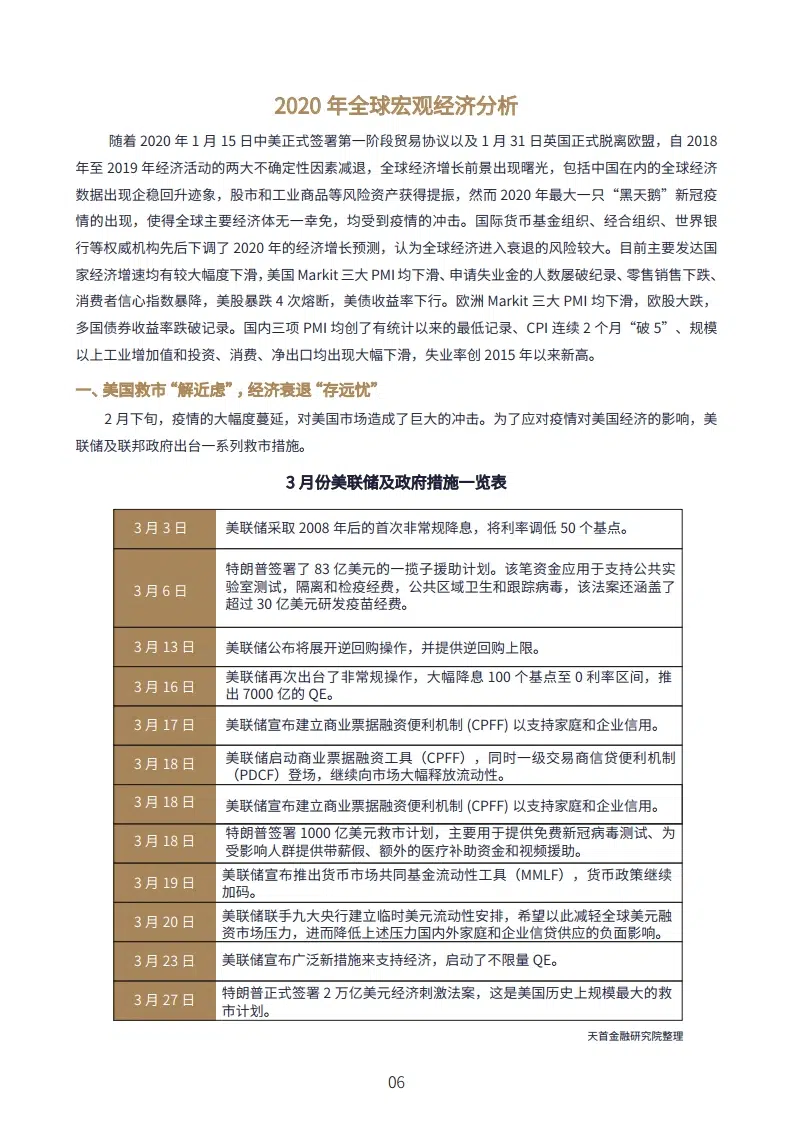 2020 年全球宏观经济分析
随着 2020 年 1 月 15 日中美正式签署第一阶段贸易协议以及 1 月 31 日英国正式脱离欧盟，自 2018
年至 2019 年经济活动的两大不确定性因素减退，全球经济增长前景出现曙光，包括中国在内的全球经济
数据出现企稳回升迹象，股市和工业商品等风险资产获得提振，然而 2020 年最大一只“黑天鹅”新冠疫
情的出现，使得全球主要经济体无一幸免，均受到疫情的冲击。国际货币基金组织、经合组织、世界银
行等权威机构先后下调了 2020 年的经济增长预测，认为全球经济进入衰退的风险较大。目前主要发达国
家经济增速均有较大幅度下滑，美国 Markit 三大 PMI 均下滑、申请失业金的人数屡破纪录、零售销售下跌、
消费者信心指数暴降，美股暴跌 4 次熔断，美债收益率下行。欧洲 Markit 三大 PMI 均下滑，欧股大跌，
多国债券收益率跌破记录。国内三项 PMI 均创了有统计以来的最低记录、CPI 连续 2 个月“破 5”、规模
以上工业增加值和投资、消费、净出口均出现大幅下滑，失业率创 2015 年以来新高。
一、美国救市“解近虑”，经济衰退“存远忧”
2 月下旬，疫情的大幅度蔓延，对美国市场造成了巨大的冲击。为了应对疫情对美国经济的影响，美
联储及联邦政府出台一系列救市措施。
3 月份美联储及政府措施一览表
3 月 3 日
美联储采取 2008 年后的首次非常规降息，将利率调低 50 个基点。
3 月 6 日
特朗普签署了 83 亿美元的一揽子援助计划。该笔资金应用于支持公共实
验室测试，隔离和检疫经费，公共区域卫生和跟踪病毒，该法案还涵盖了
超过 30 亿美元研发疫苗经费。
3 月 13 日
美联储公布将展开逆回购操作，并提供逆回购上限。
3 月 16 日
美联储再次出台了非常规操作，大幅降息 100 个基点至 0 利率区间，推
出 7000 亿的 QE。
3 月 17 日
美联储宣布建立商业票据融资便利机制 (CPFF) 以支持家庭和企业信用。
3 月 18 日
美联储启动商业票据融资工具（CPFF），同时一级交易商信贷便利机制
（PDCF）登场，继续向市场大幅释放流动性。
3 月 18 日
美联储宣布建立商业票据融资便利机制 (CPFF) 以支持家庭和企业信用。
3 月 18 日
特朗普签署 1000 亿美元救市计划，主要用于提供免费新冠病毒测试、为
受影响人群提供带薪假、额外的医疗补助资金和视频援助。
3 月 19 日
美联储宣布推出货币市场共同基金流动性工具（MMLF），货币政策继续
加码。
3 月 20 日
美联储联手九大央行建立临时美元流动性安排，希望以此减轻全球美元融
资市场压力，进而降低上述压力国内外家庭和企业信贷供应的负面影响。
3 月 23 日
美联储宣布广泛新措施来支持经济，启动了不限量 QE。
3 月 27 日
特朗普正式签署 2 万亿美元经济刺激法案，这是美国历史上规模最大的救
市计划。
天首金融研究院整理
06